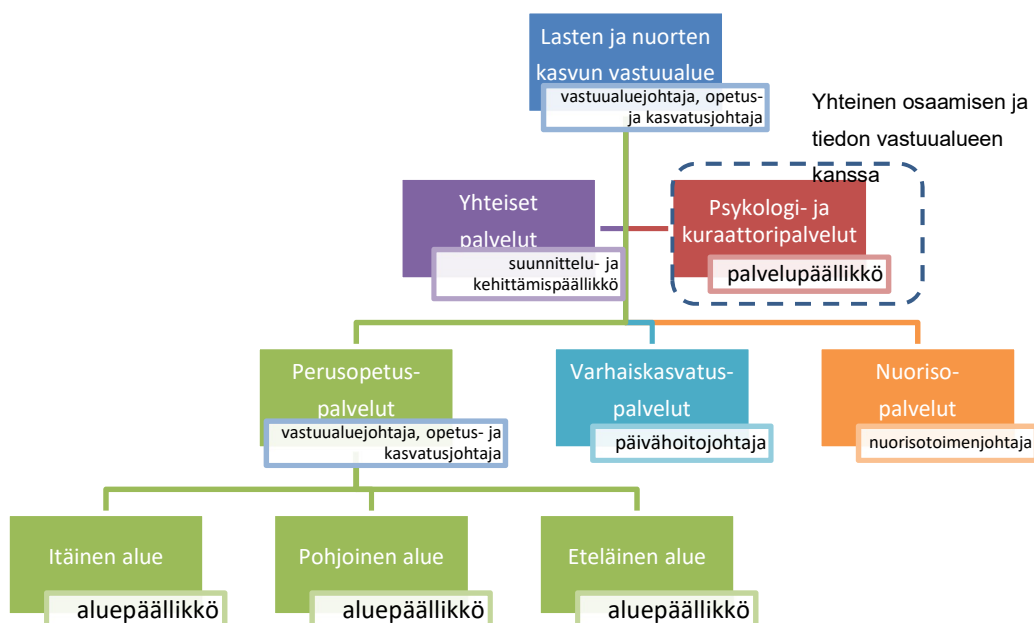 Lasten ja nuorten
kasvun vastuualue
vastuualuejohtaja, opetus-
ja kasvatusjohtaja
Yhteinen osaamisen ja
tiedon vastuualueen
kanssa
Yhteiset
palvelut
suunnittelu- ja
kehittämispäällikkö
Psykologi- ja
kuraattoripalvelut
palvelupäällikkö
Perusopetus-
palvelut
vastuualuejohtaja, opetus- ja
kasvatusjohtaja
Varhaiskasvatus-
palvelut
päivähoitojohtaja
Nuoriso-
palvelut
nuorisotoimenjohtaja
Itäinen alue
aluepäällikkö
Pohjoinen alue
aluepäällikkö
Eteläinen alue
aluepäällikkö